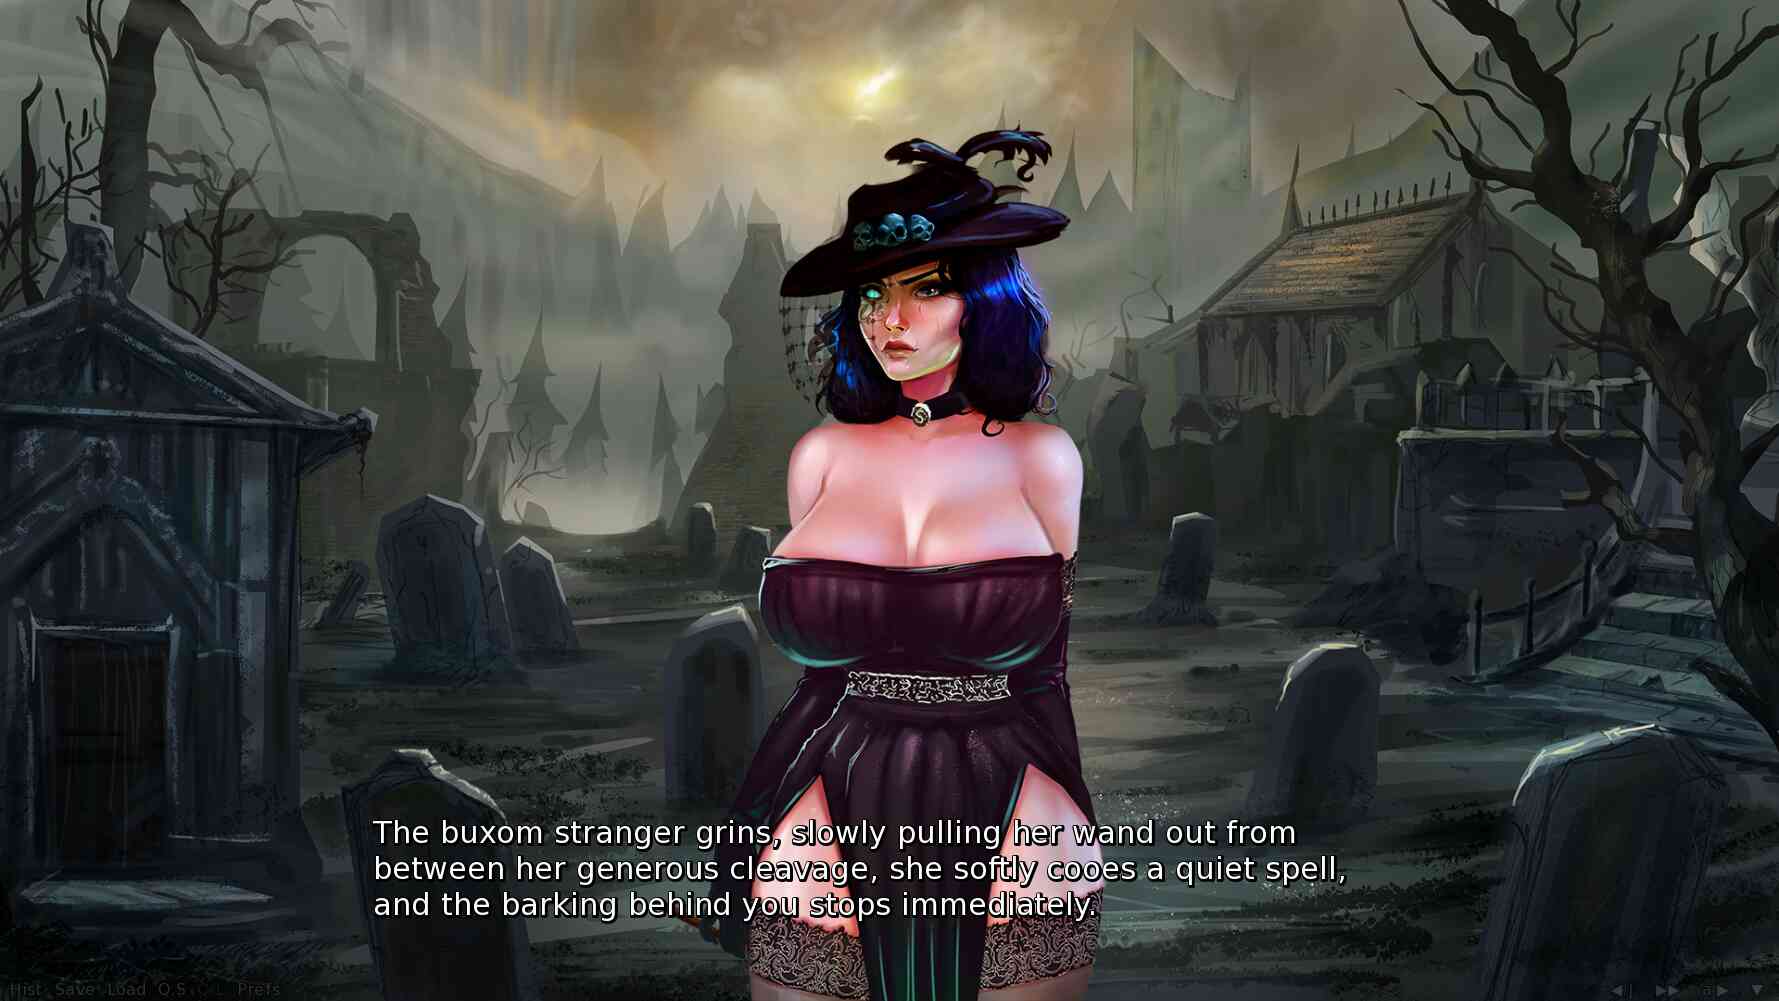 The buxom stranger grins, slowly pulling her wand out from
between her generous cleavage, she softly cooes a quiet spell,
and the barking behind you stops immediately.
S
Hist Save Load Q.S Q.L Prefs